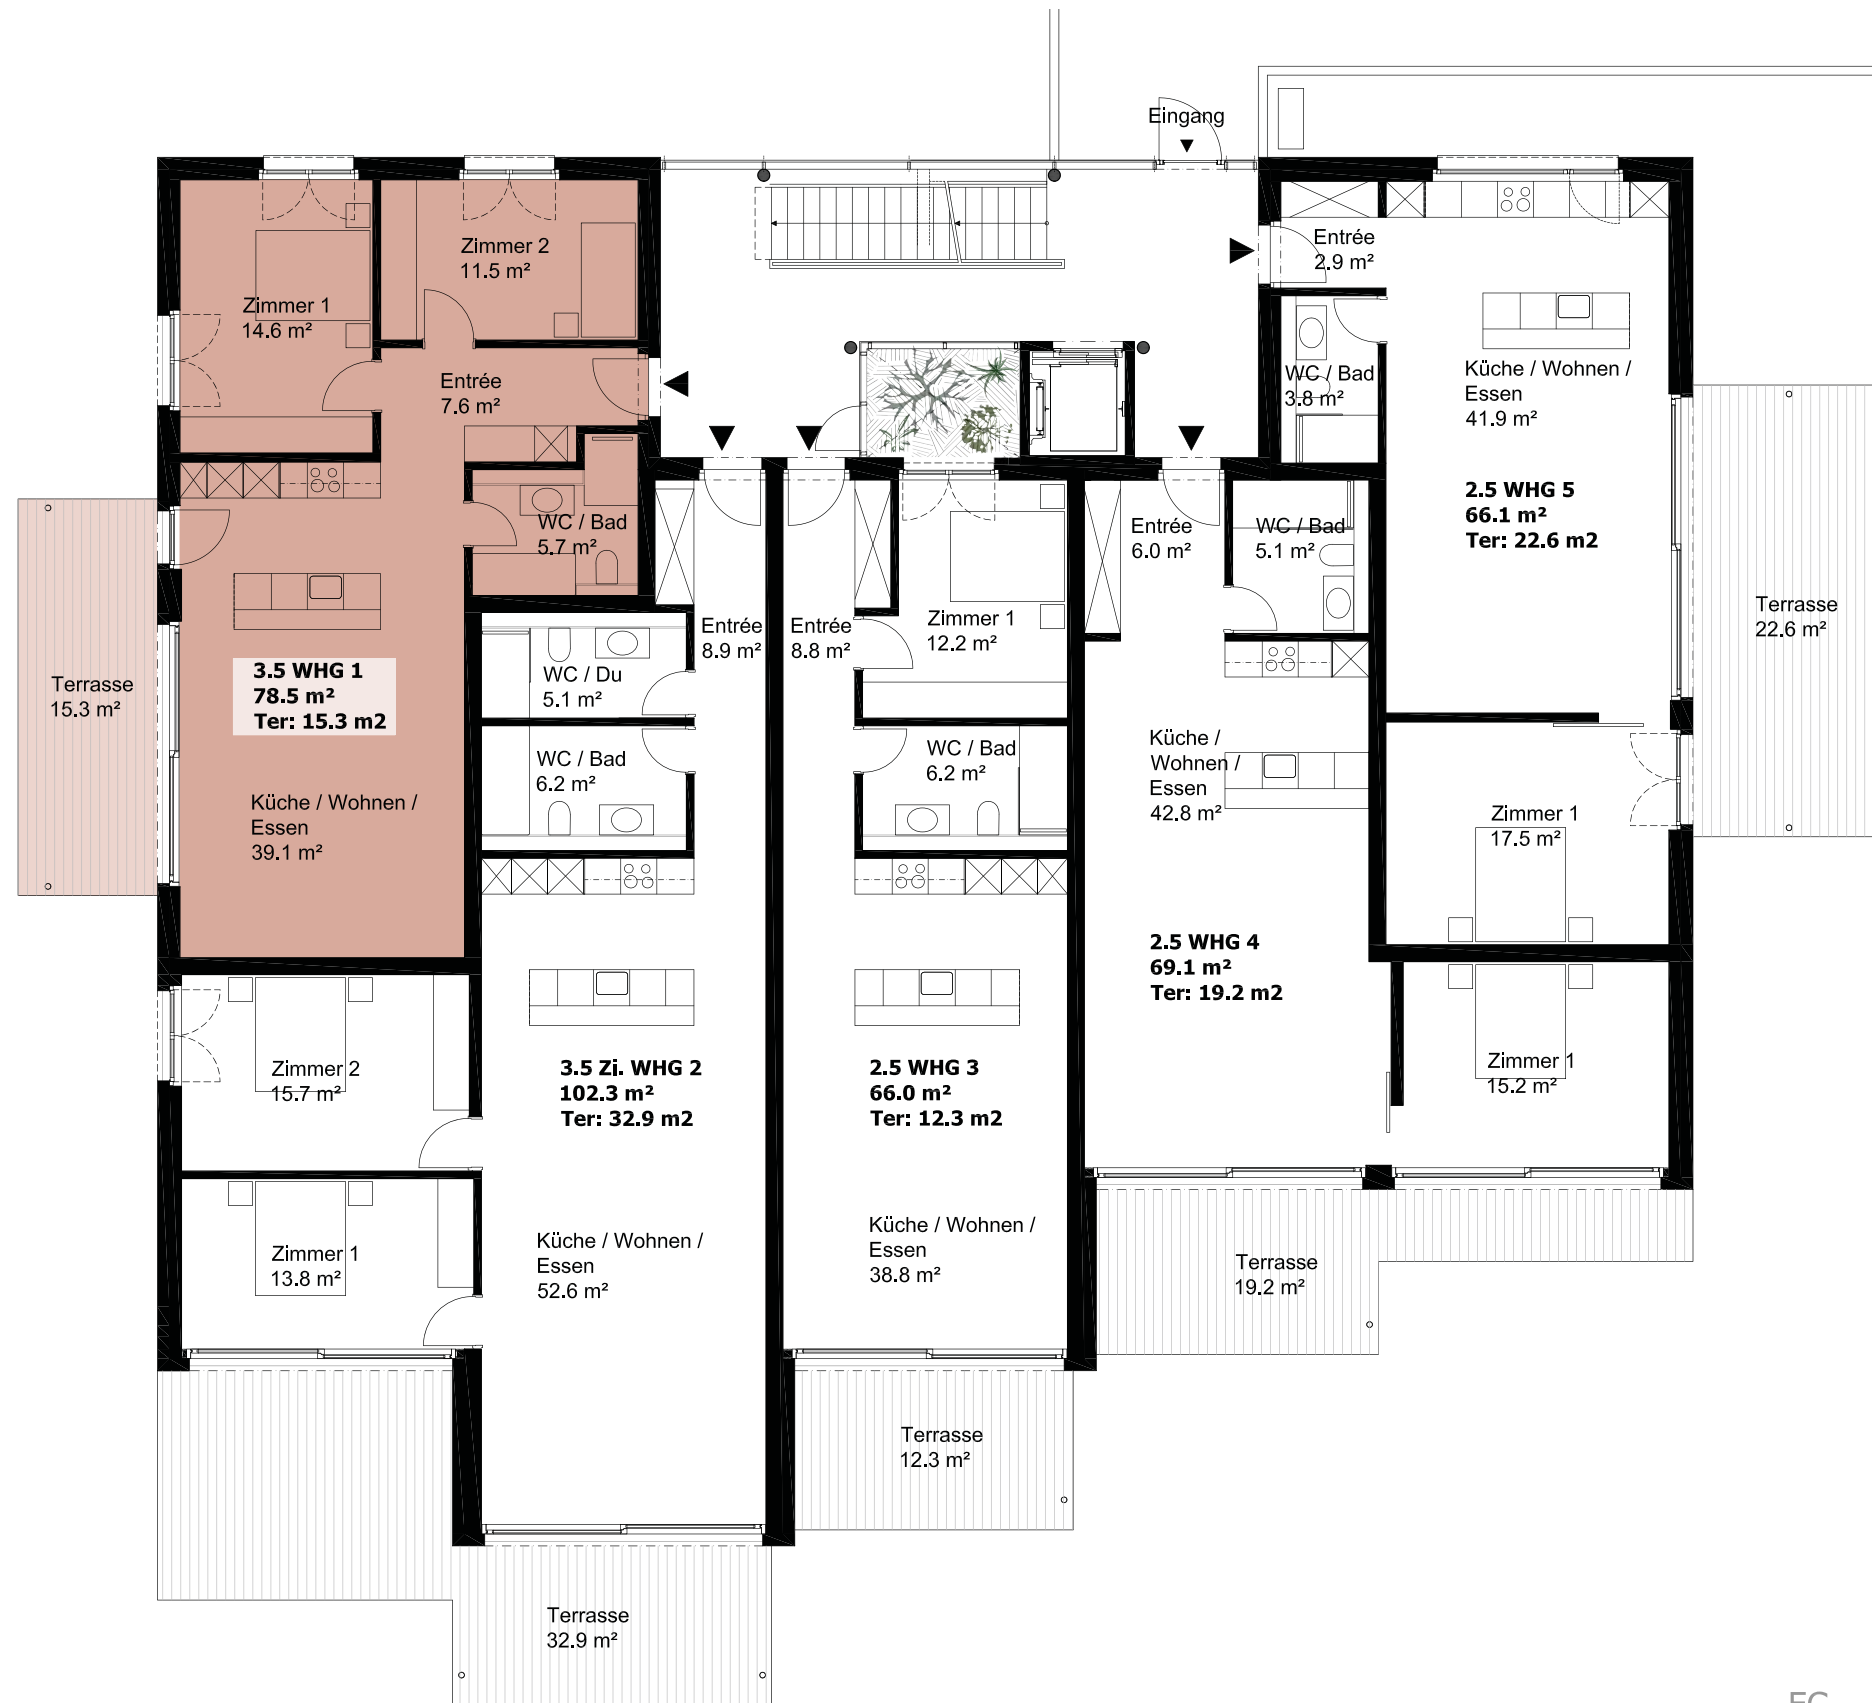 Eingang
Zimmer 1
14.6 m²
Zimmer 2
11.5 m²
Entrée
7.6 m²
WC / Bad
5.7 m²
3.5 WHG 1
78.5 m²
Ter: 15.3 m2
Terrasse
15.3 m²
Küche / Wohnen /
Essen
39.1 m²
Entrée
8.9 m²
WC / Du
5.1 m²
WC / Bad
6.2 m²
Zimmer 2
15.7 m²
Zimmer 1
13.8 m²
3.5 Zi. WHG 2
102.3 m²
Ter: 32.9 m2
Küche / Wohnen /
Essen
52.6 m²
Terrasse
32.9 m²
Entrée
8.8 m²
Zimmer 1
12.2 m²
WC / Bad
6.2 m²
2.5 WHG 3
66.0 m²
Ter: 12.3 m2
Küche / Wohnen /
Essen
38.8 m²
Terrasse
12.3 m²
Entrée
6.0 m²
WC / Bad
5.1 m²
Küche /
Wohnen /
Essen
42.8 m²
2.5 WHG 4
69.1 m²
Ter: 19.2 m2
Zimmer 1
15.2 m²
Terrasse
19.2 m²
Entrée
2.9 m²
WC / Bad
3.8 m²
Küche / Wohnen /
Essen
41.9 m²
2.5 WHG 5
66.1 m²
Ter: 22.6 m2
Terrasse
22.6 m²
Zimmer 1
17.5 m²